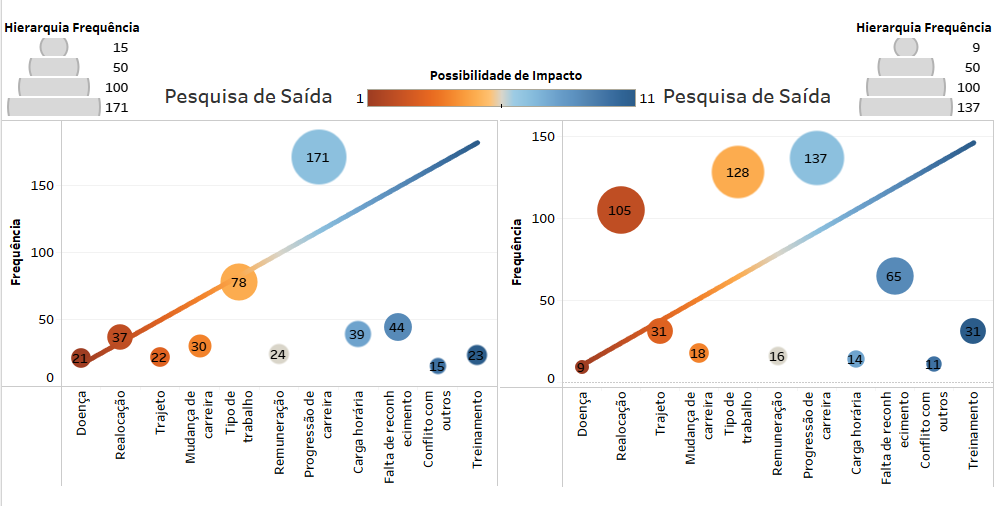 Hierarquia Frequência
15
50
100
171
Pesquisa de Saída
Possibilidade de Impacto
1
11
Pesquisa de Saída
Hierarquia Frequência
9
50
100
137
Frequência
150
100
50
0
21
37
22
30
78
24
171
39
44
15
23
Doença
Realocação
Trajeto
Mudança de
carreira
Tipo de
trabalho
Remuneração
Progressão de
carreira
Carga horária
Falta de reconh
ecimento
Conflito com
outros
Treinamento
Frequência
150
100
50
0
9
105
31
18
128
16
137
14
65
11
31
Doença
Realocação
Trajeto
Mudança de
carreira
Tipo de
trabalho
Remuneração
Progressão de
carreira
Carga horária
Falta de reconh
ecimento
Conflito com
outros
Treinamento